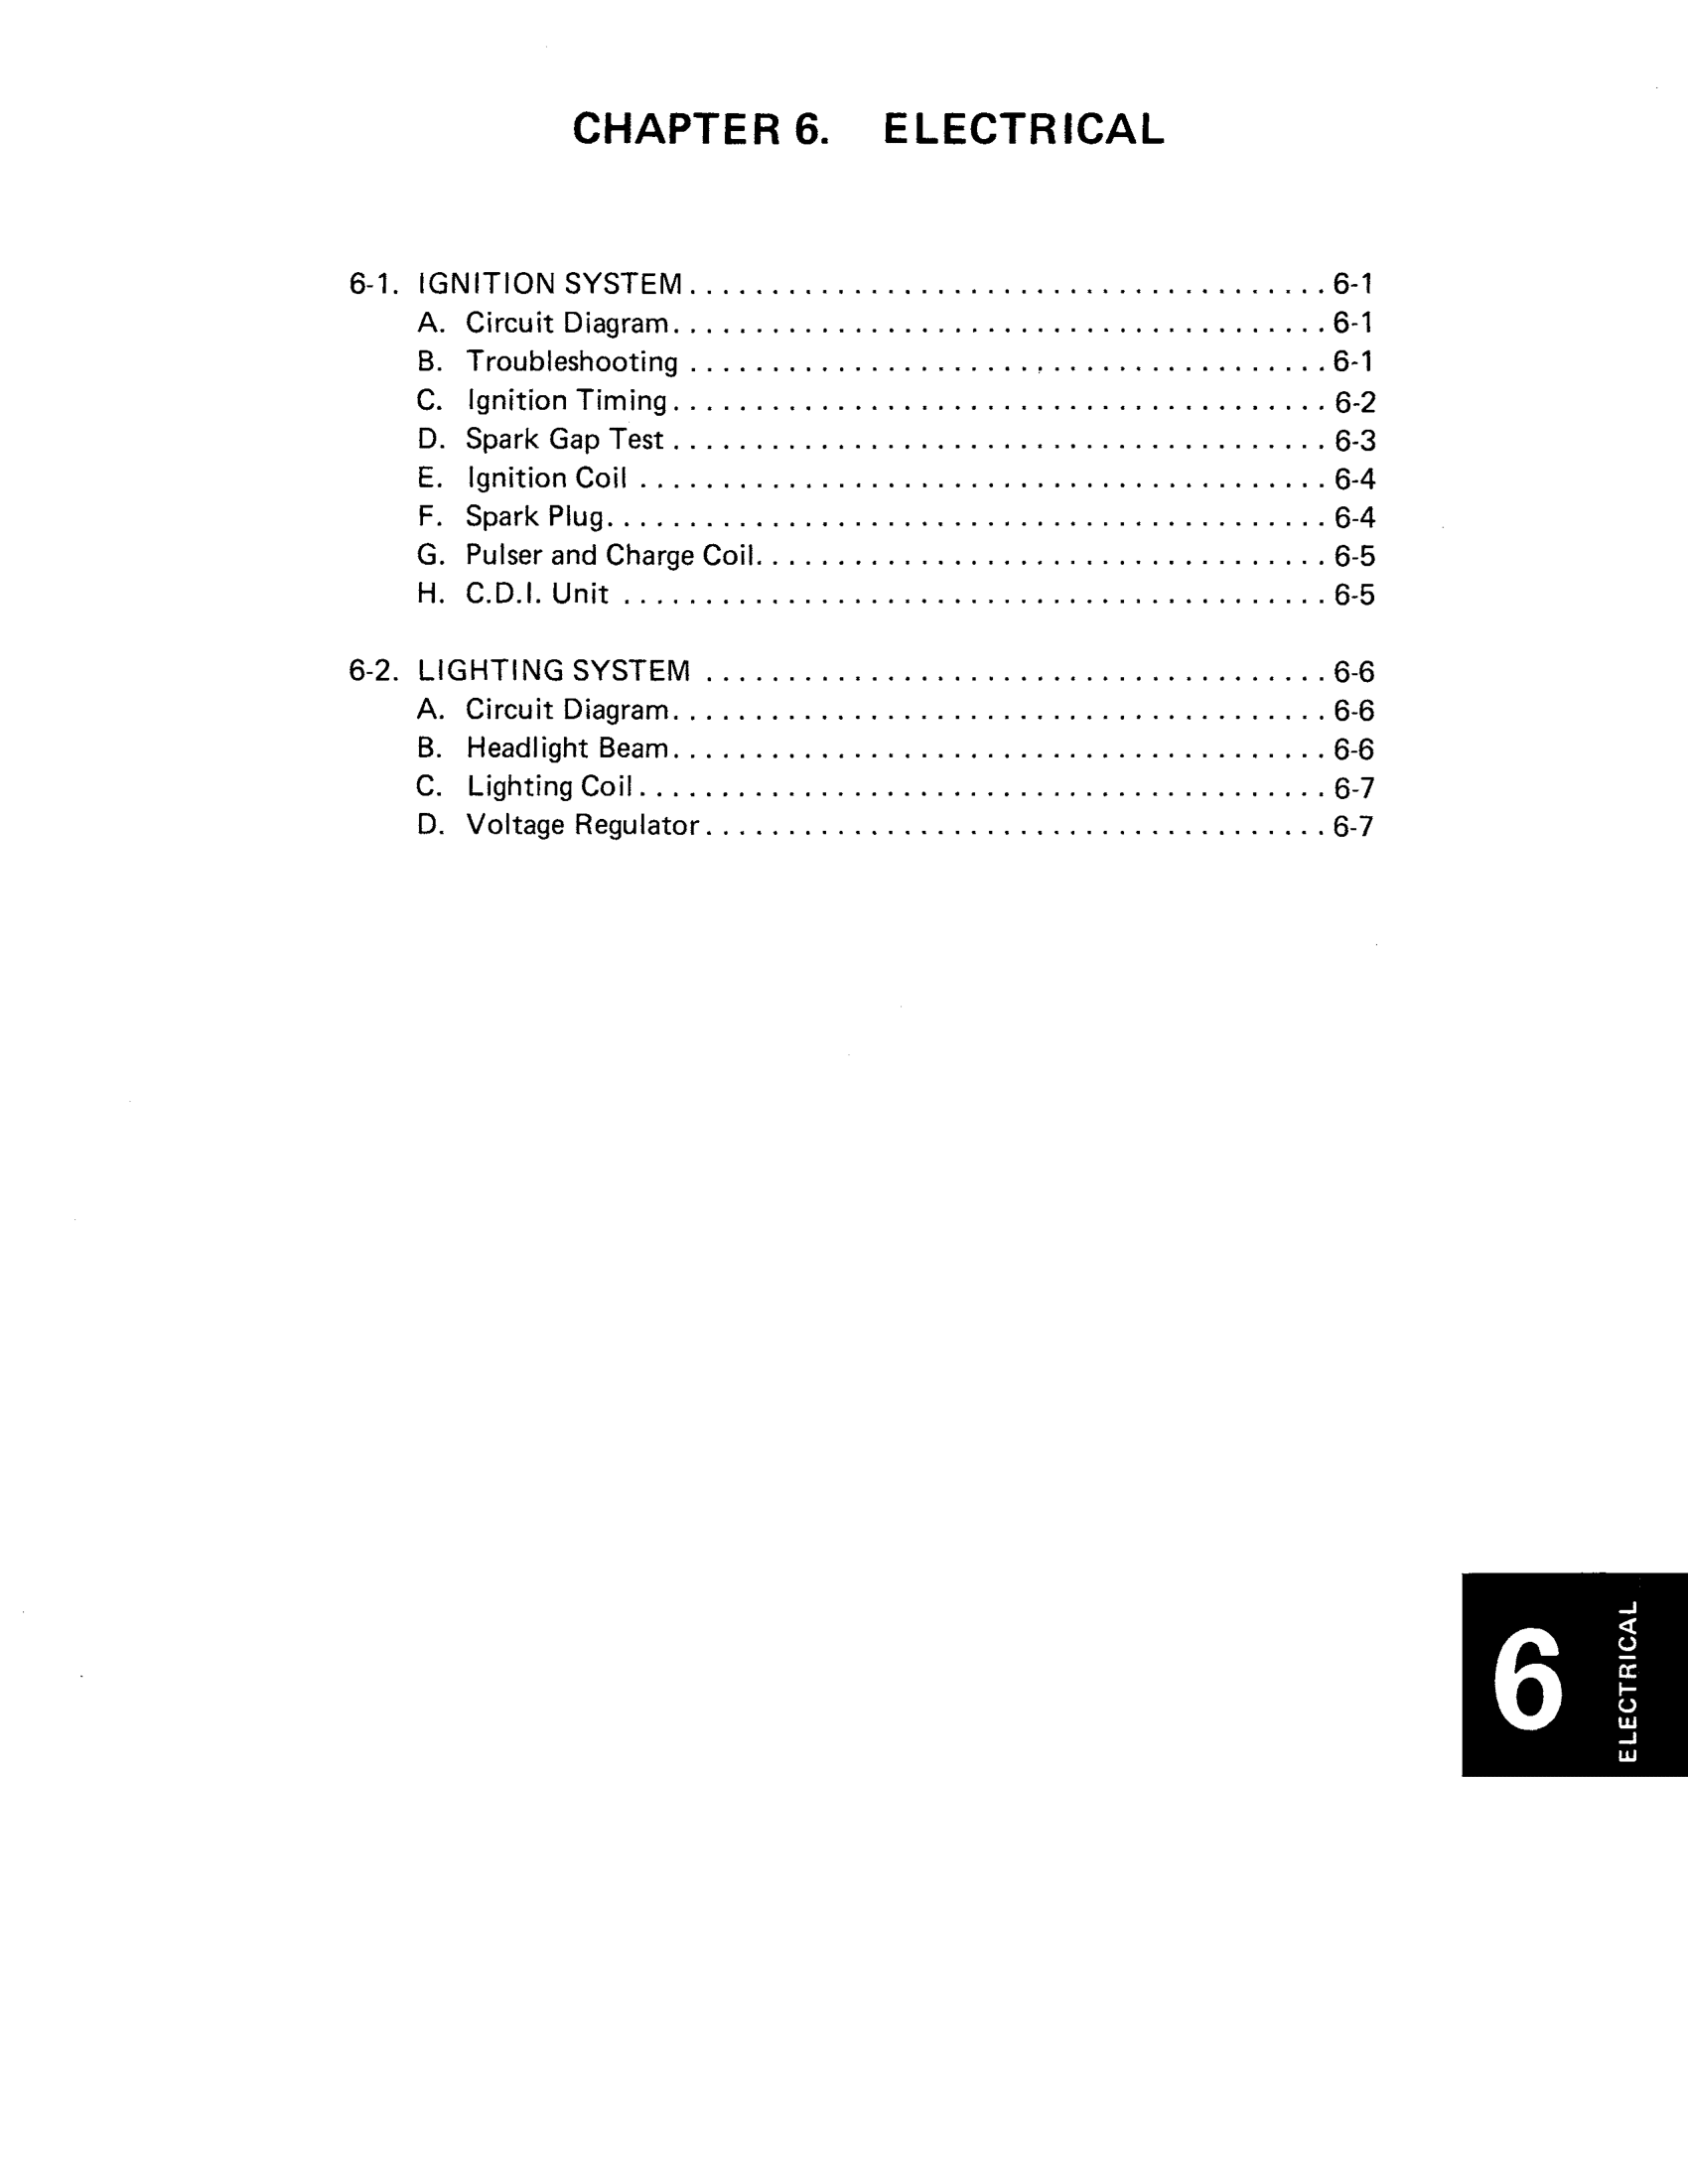 CHAPTER 6. ELECTRICAL
6-1. IGNITION SYSTEM. . . . . . . . . . . . . . . . . . . . . . . . . . . . . . . . . . . . . . . 6-1
A. Circuit Diagram. . . . . . . . . . . . . . . . . . . . . . . . . . . . . . . . . . . . . . . . 6-1
B. Troubleshooting . . . . . . . . . . . . . . . . . . . . . . . . . . . . . . . . . . . . . . . 6-1
C. Ignition Timing. . . . . . . . . . . . . . . . . . . . . . . . . . . . . . . . . . . . . . . . 6-2
D. Spark Gap Test . . . . . . . . . . . . . . . . . . . . . . . . . . . . . . . . . . . . . . . . 6-3
E. Ignition Coil . . . . . . . . . . . . . . . . . . . . . . . . . . . . . . . . . . . . . . . . . . 6-4
F. Spark Plug. . . . . . . . . . . . . . . . . . . . . . . . . . . . . . . . . . . . . . . . . . . . 6-4
G. Pulser and Charge Coil. . . . . . . . . . . . . . . . . . . . . . . . . . . . . . . . . . . 6-5
H. C.D.I. Unit . . . . . . . . . . . . . . . . . . . . . . . . . . . . . . . . . . . . . . . . . . . 6-5
6-2. LIGHTING SYSTEM . . . . . . . . . . . . . . . . . . . . . . . . . . . . . . . . . . . . . . 6-6
A. Circuit Diagram. . . . . . . . . . . . . . . . . . . . . . . . . . . . . . . . . . . . . . . . 6-6
B. Headlight Beam. . . . . . . . . . . . . . . . . . . . . . . . . . . . . . . . . . . . . . . . 6-6
C. Lighting Coil. . . . . . . . . . . . . . . . . . . . . . . . . . . . . . . . . . . . . . . . . . 6-7
D. Voltage Regulator. . . . . . . . . . . . . . . . . . . . . . . . . . . . . . . . . . . . . . 6-7
6
ELECTRICAL